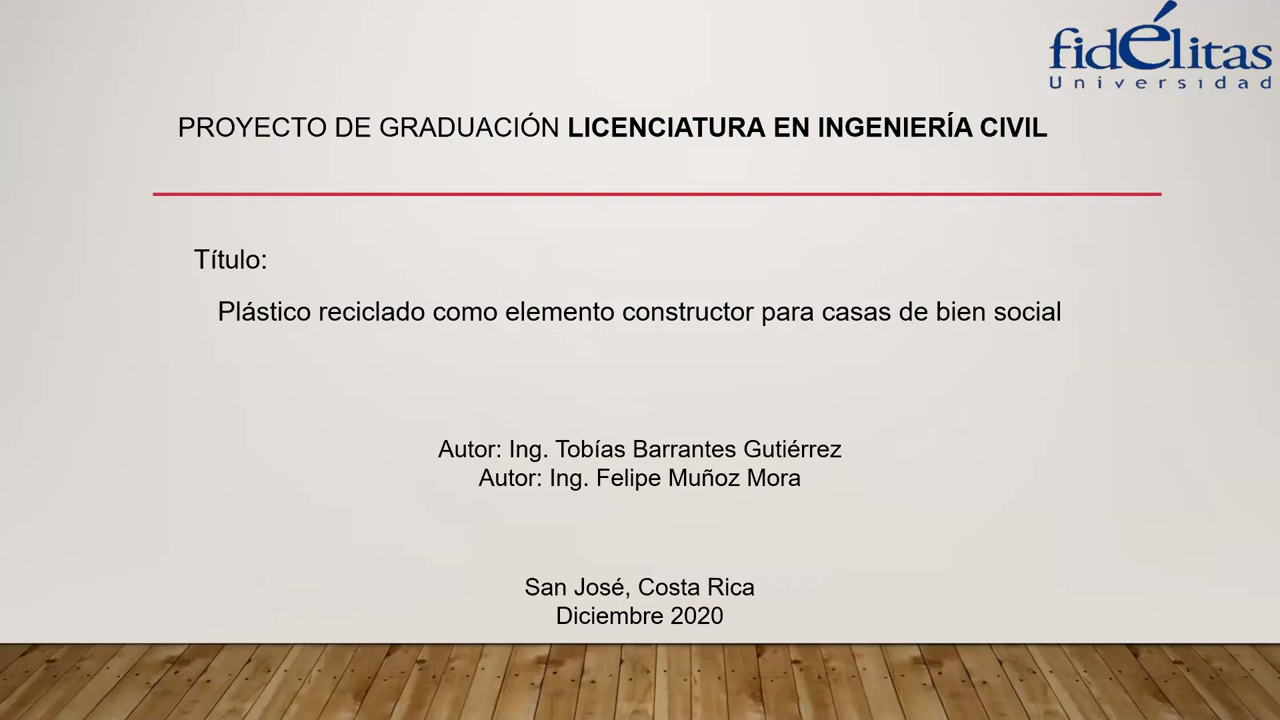 fidélitas
Universidad
PROYECTO DE GRADUACIÓN LICENCIATURA EN INGENIERÍA CIVIL
Título:
Plástico reciclado como elemento constructor para casas de bien social
Autor: Ing. Tobías Barrantes Gutiérrez
Autor: Ing. Felipe Muñoz Mora
San José, Costa Rica
Diciembre 2020